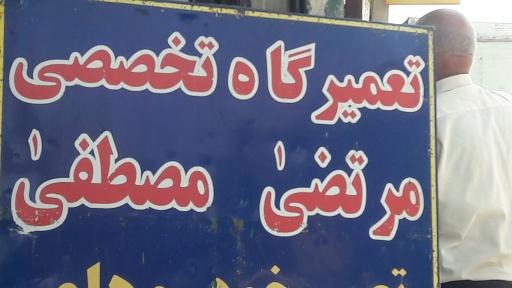 تعمیرگاه تخصصی
مرتضیٰ مصطفیٰ